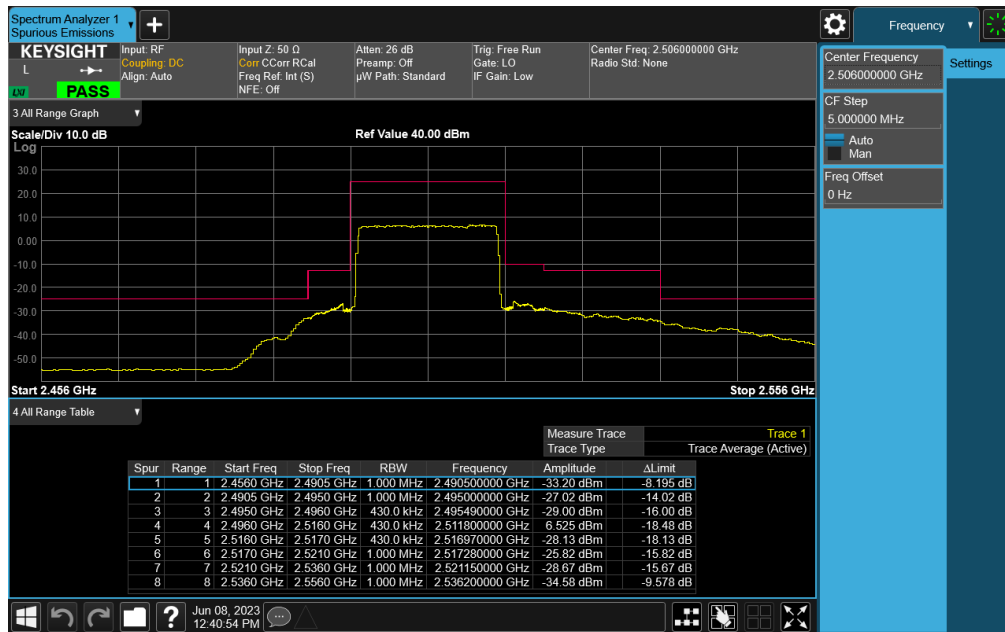 Spectrum Analyzer 1
Spurious Emissions
Frequency
KEYSIGHT
L
LXI
PASS
Input: RF
Coupling: DC
Align: Auto
Input Z: 50 Ω
Corr CCorr RCal
Freq Ref: Int (S)
NFE: Off
Atten: 26 dB
Preamp: Off
µW Path: Standard
Trig: Free Run
Gate: LO
IF Gain: Low
Center Freq: 2.506000000 GHz
Radio Std: None
Center Frequency
2.506000000 GHz
Settings
CF Step
5.000000 MHz
Auto
Man
Freq Offset
0 Hz
3 All Range Graph
Scale/Div 10.0 dB Ref Value 40.00 dBm
Log
30.0
20.0
10.0
0.00
-10.0
-20.0
-30.0
-40.0
-50.0
Start 2.456 GHz Stop 2.556 GHz
4 All Range Table
Measure Trace Trace 1
Trace Type Trace Average (Active)
Spur Range Start Freq Stop Freq RBW Frequency Amplitude ΔLimit
1 1 2.4560 GHz 2.4905 GHz 1.000 MHz 2.490500000 GHz -33.20 dBm -8.195 dB
2 2 2.4905 GHz 2.4950 GHz 1.000 MHz 2.495000000 GHz -27.02 dBm -14.02 dB
3 3 2.4950 GHz 2.4960 GHz 430.0 kHz 2.495490000 GHz -29.00 dBm -16.00 dB
4 4 2.4960 GHz 2.5160 GHz 430.0 kHz 2.511800000 GHz 6.525 dBm -18.48 dB
5 5 2.5160 GHz 2.5170 GHz 430.0 kHz 2.516970000 GHz -28.13 dBm -18.13 dB
6 6 2.5170 GHz 2.5210 GHz 1.000 MHz 2.517280000 GHz -25.82 dBm -15.82 dB
7 7 2.5210 GHz 2.5360 GHz 1.000 MHz 2.521150000 GHz -28.67 dBm -15.67 dB
8 8 2.5360 GHz 2.5560 GHz 1.000 MHz 2.536200000 GHz -34.58 dBm -9.578 dB
?
Jun 08, 2023
12:40:54 PM